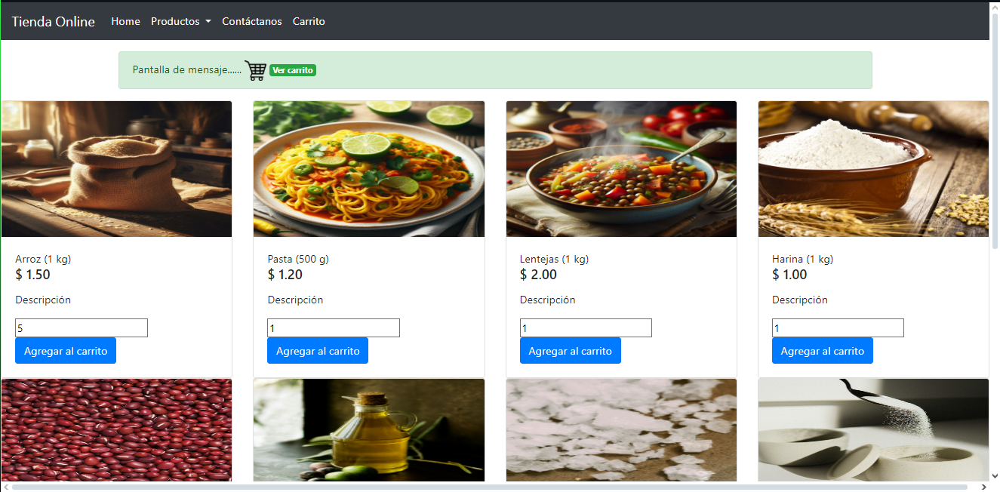 Tienda Online Home Productos Contáctanos Carrito
Pantalla de mensaje...... Ver carrito
Arroz (1 kg)
$ 1.50
Descripción
5
Agregar al carrito
Pasta (500 g)
$ 1.20
Descripción
1
Agregar al carrito
Lentejas (1 kg)
$ 2.00
Descripción
1
Agregar al carrito
Harina (1 kg)
$ 1.00
Descripción
1
Agregar al carrito